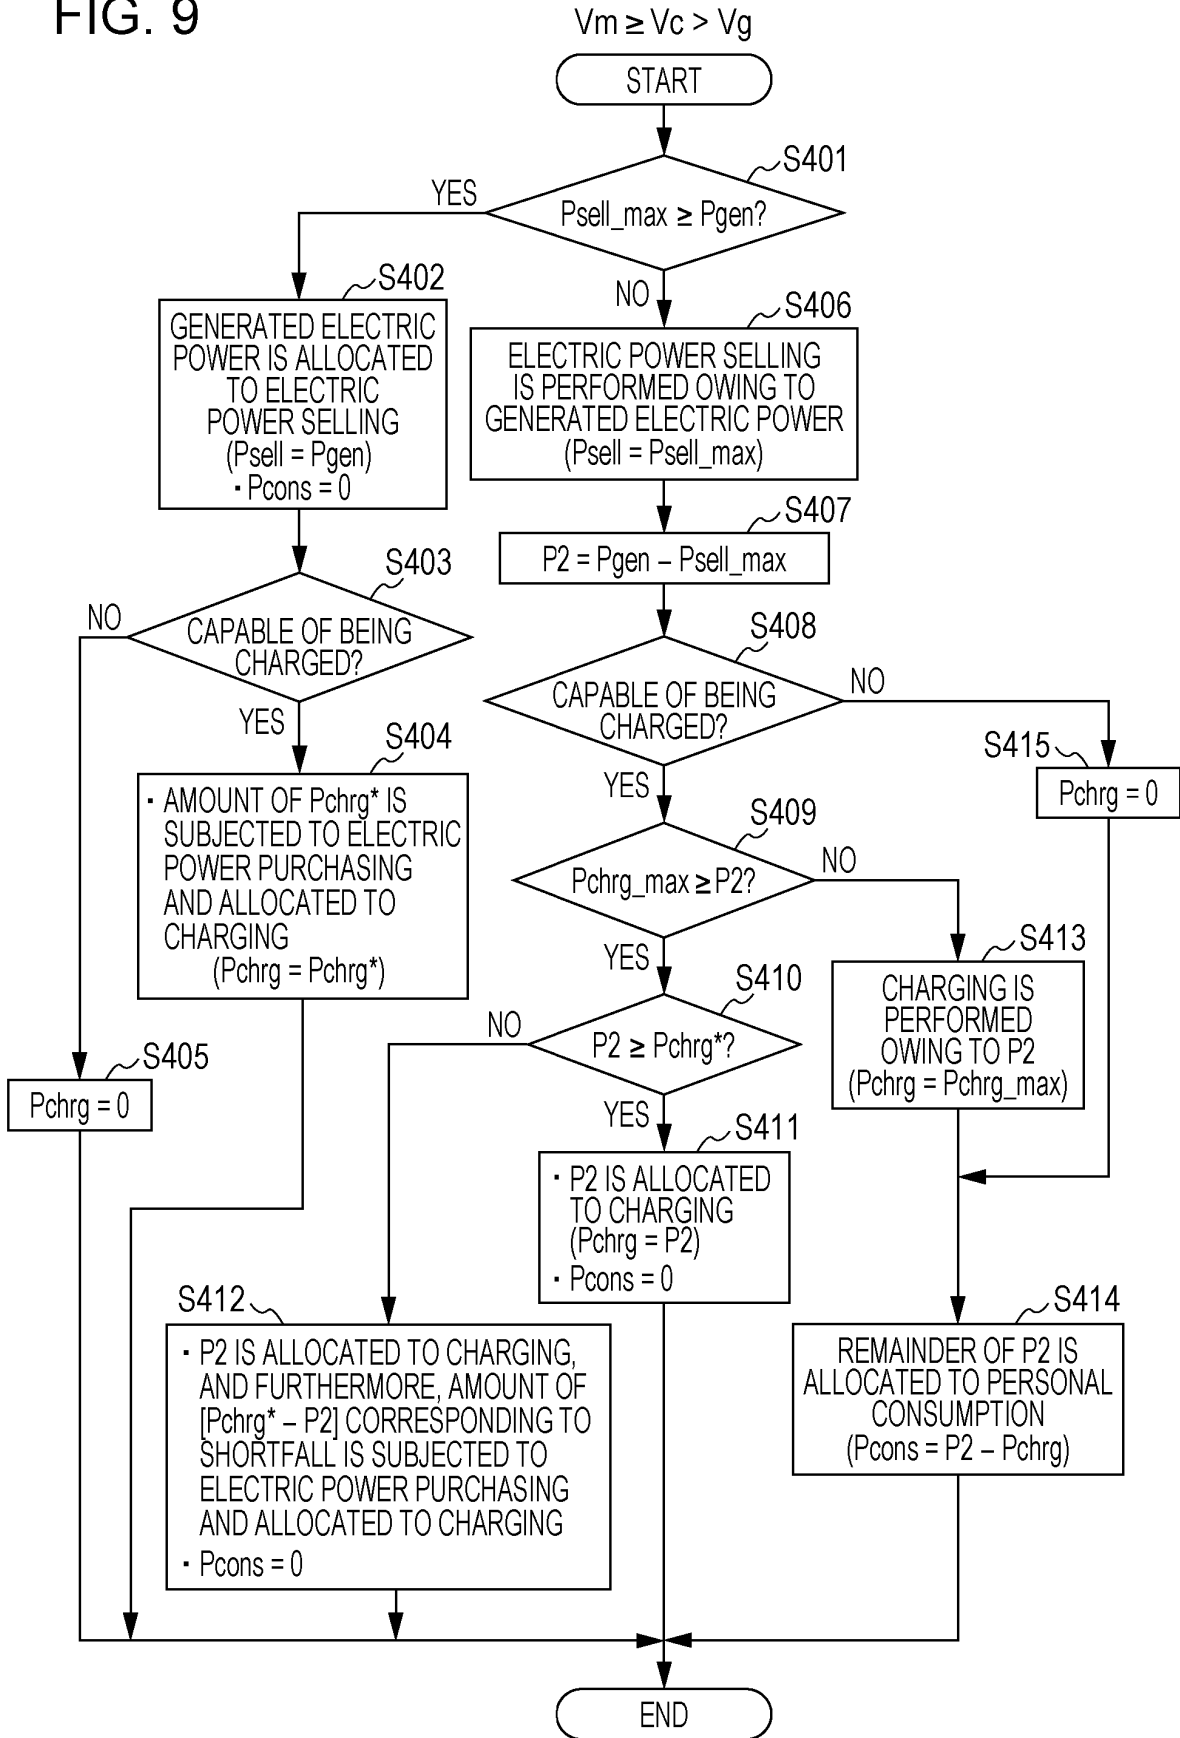 FIG. 9
Vm ≥ Vc > Vg
START
S401
YES
Psell_max ≥ Pgen?
NO
S402
GENERATED ELECTRIC
POWER IS ALLOCATED
TO ELECTRIC
POWER SELLING
(Psell = Pgen)
· Pcons = 0
S406
ELECTRIC POWER SELLING
IS PERFORMED OWING TO
GENERATED ELECTRIC POWER
(Psell = Psell_max)
S407
P2 = Pgen – Psell_max
S403
NO
CAPABLE OF BEING
CHARGED?
YES
S408
CAPABLE OF BEING
CHARGED?
NO
YES
S404
· AMOUNT OF Pchrg* IS
SUBJECTED TO ELECTRIC
POWER PURCHASING
AND ALLOCATED TO
CHARGING
(Pchrg = Pchrg*)
S415
Pchrg = 0
S409
Pchrg_max ≥ P2?
NO
YES
S413
CHARGING IS
PERFORMED
OWING TO P2
(Pchrg = Pchrg_max)
S410
NO
P2 ≥ Pchrg*?
YES
S405
Pchrg = 0
S411
· P2 IS ALLOCATED
TO CHARGING
(Pchrg = P2)
· Pcons = 0
S412
· P2 IS ALLOCATED TO CHARGING,
AND FURTHERMORE, AMOUNT OF
[Pchrg* – P2] CORRESPONDING TO
SHORTFALL IS SUBJECTED TO
ELECTRIC POWER PURCHASING
AND ALLOCATED TO CHARGING
· Pcons = 0
S414
REMAINDER OF P2 IS
ALLOCATED TO PERSONAL
CONSUMPTION
(Pcons = P2 – Pchrg)
END